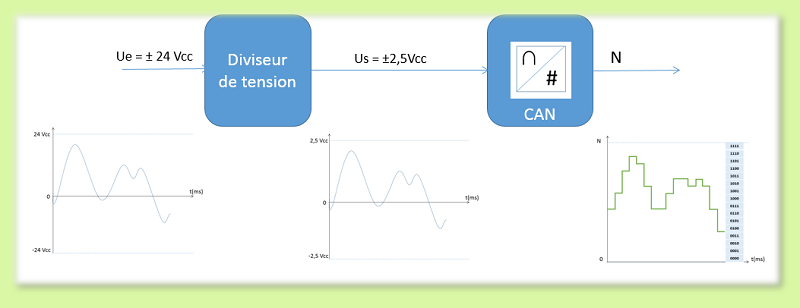 Ue = ± 24 Vcc
Diviseur
de tension
Us = ±2,5Vcc
∩
#
CAN
N
24 Vcc
0
-24 Vcc
t(ms)
2,5 Vcc
0
-2,5 Vcc
t(ms)
N
0
t(ms)
1111
1110
1101
1100
1011
1010
1001
1000
0111
0110
0101
0100
0011
0010
0001
0000